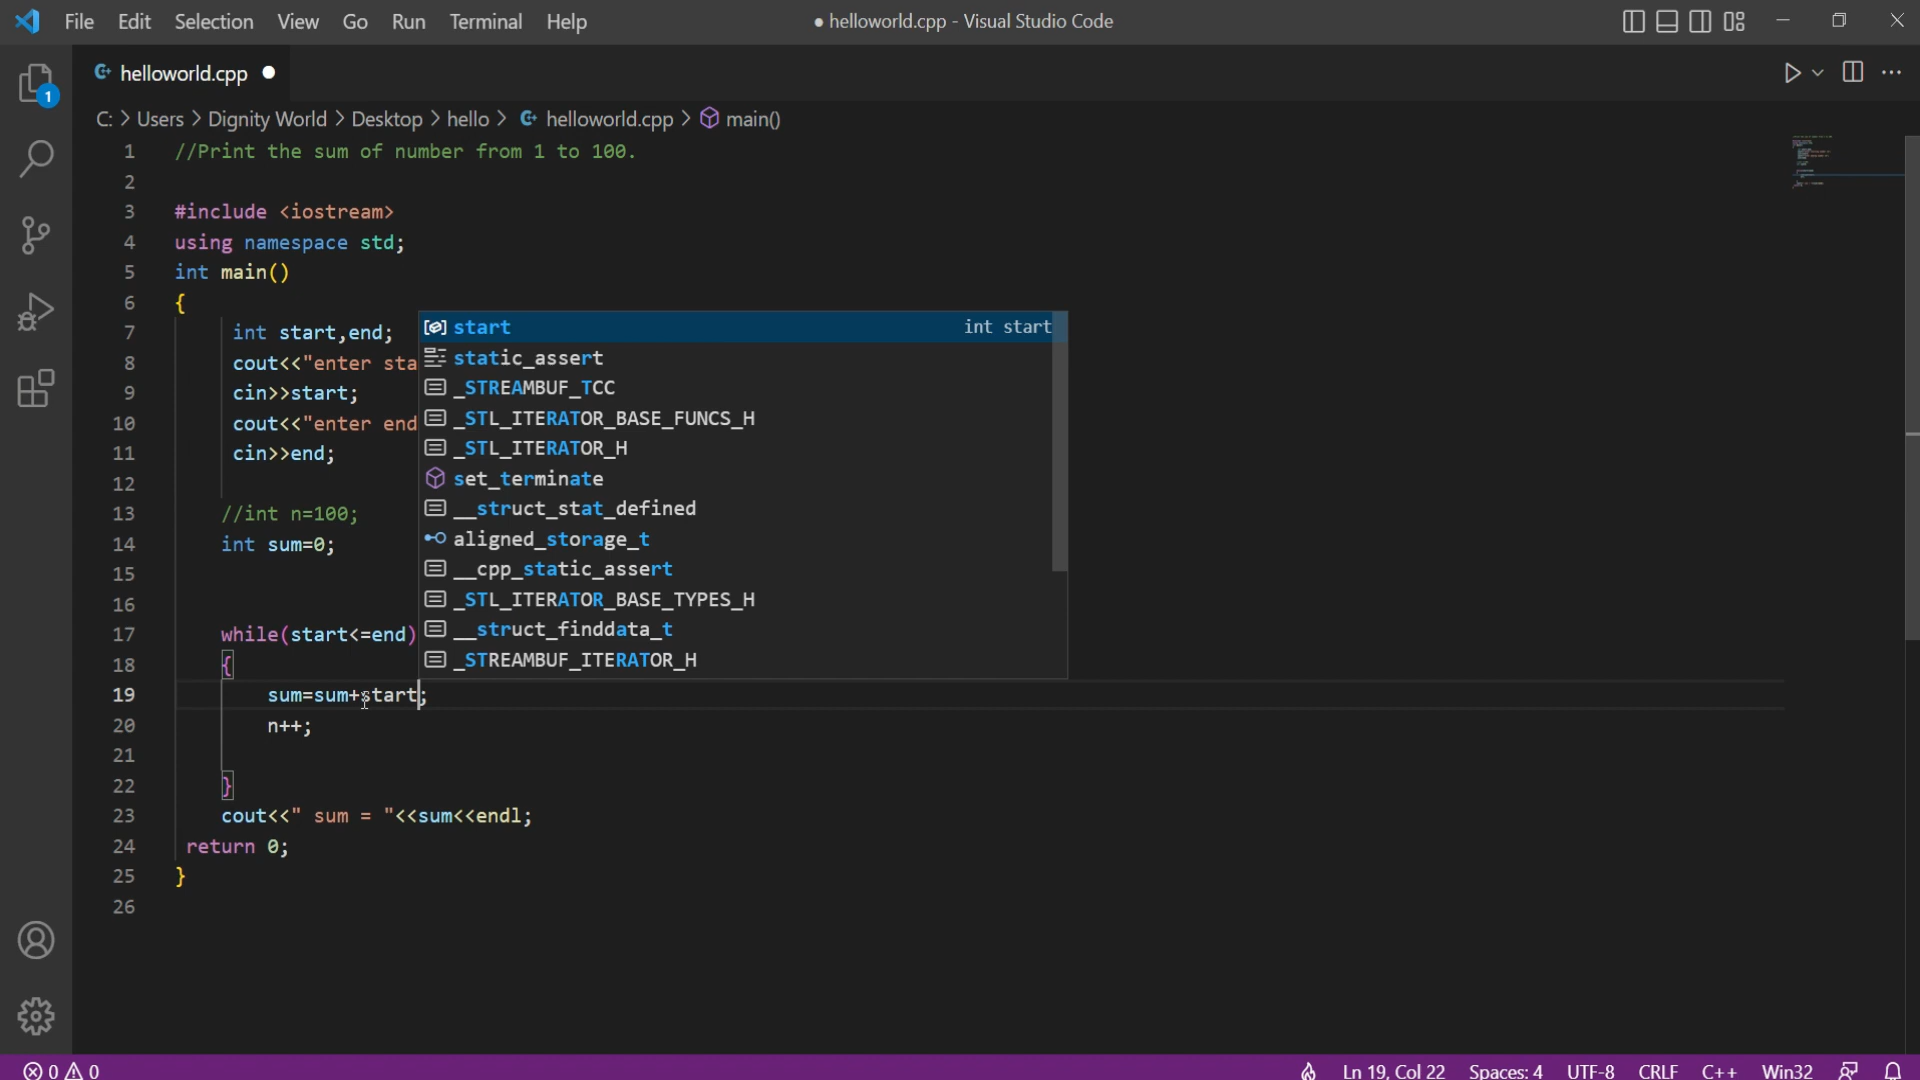 File Edit Selection View Go Run Terminal Help ● helloworld.cpp - Visual Studio Code
helloworld.cpp ●
1
C: > Users > Dignity World > Desktop > hello > helloworld.cpp > main()
1 //Print the sum of number from 1 to 100.
2
3 #include <iostream>
4 using namespace std;
5 int main()
6 {
7 int start,end;
8 cout<<"enter sta
9 cin>>start;
10 cout<<"enter end
11 cin>>end;
12
13 //int n=100;
14 int sum=0;
15
16
17 while(start<=end)
18 {
19 sum=sum+start;
20 n++;
21
22 }
23 cout<<" sum = "<<sum<<endl;
24 return 0;
25 }
26
start int start
static_assert
_STREAMBUF_TCC
_STL_ITERATOR_BASE_FUNCS_H
_STL_ITERATOR_H
set_terminate
__struct_stat_defined
aligned_storage_t
__cpp_static_assert
_STL_ITERATOR_BASE_TYPES_H
__struct_finddata_t
_STREAMBUF_ITERATOR_H
0 0 Ln 19, Col 22 Spaces: 4 UTF-8 CRLF C++ Win32